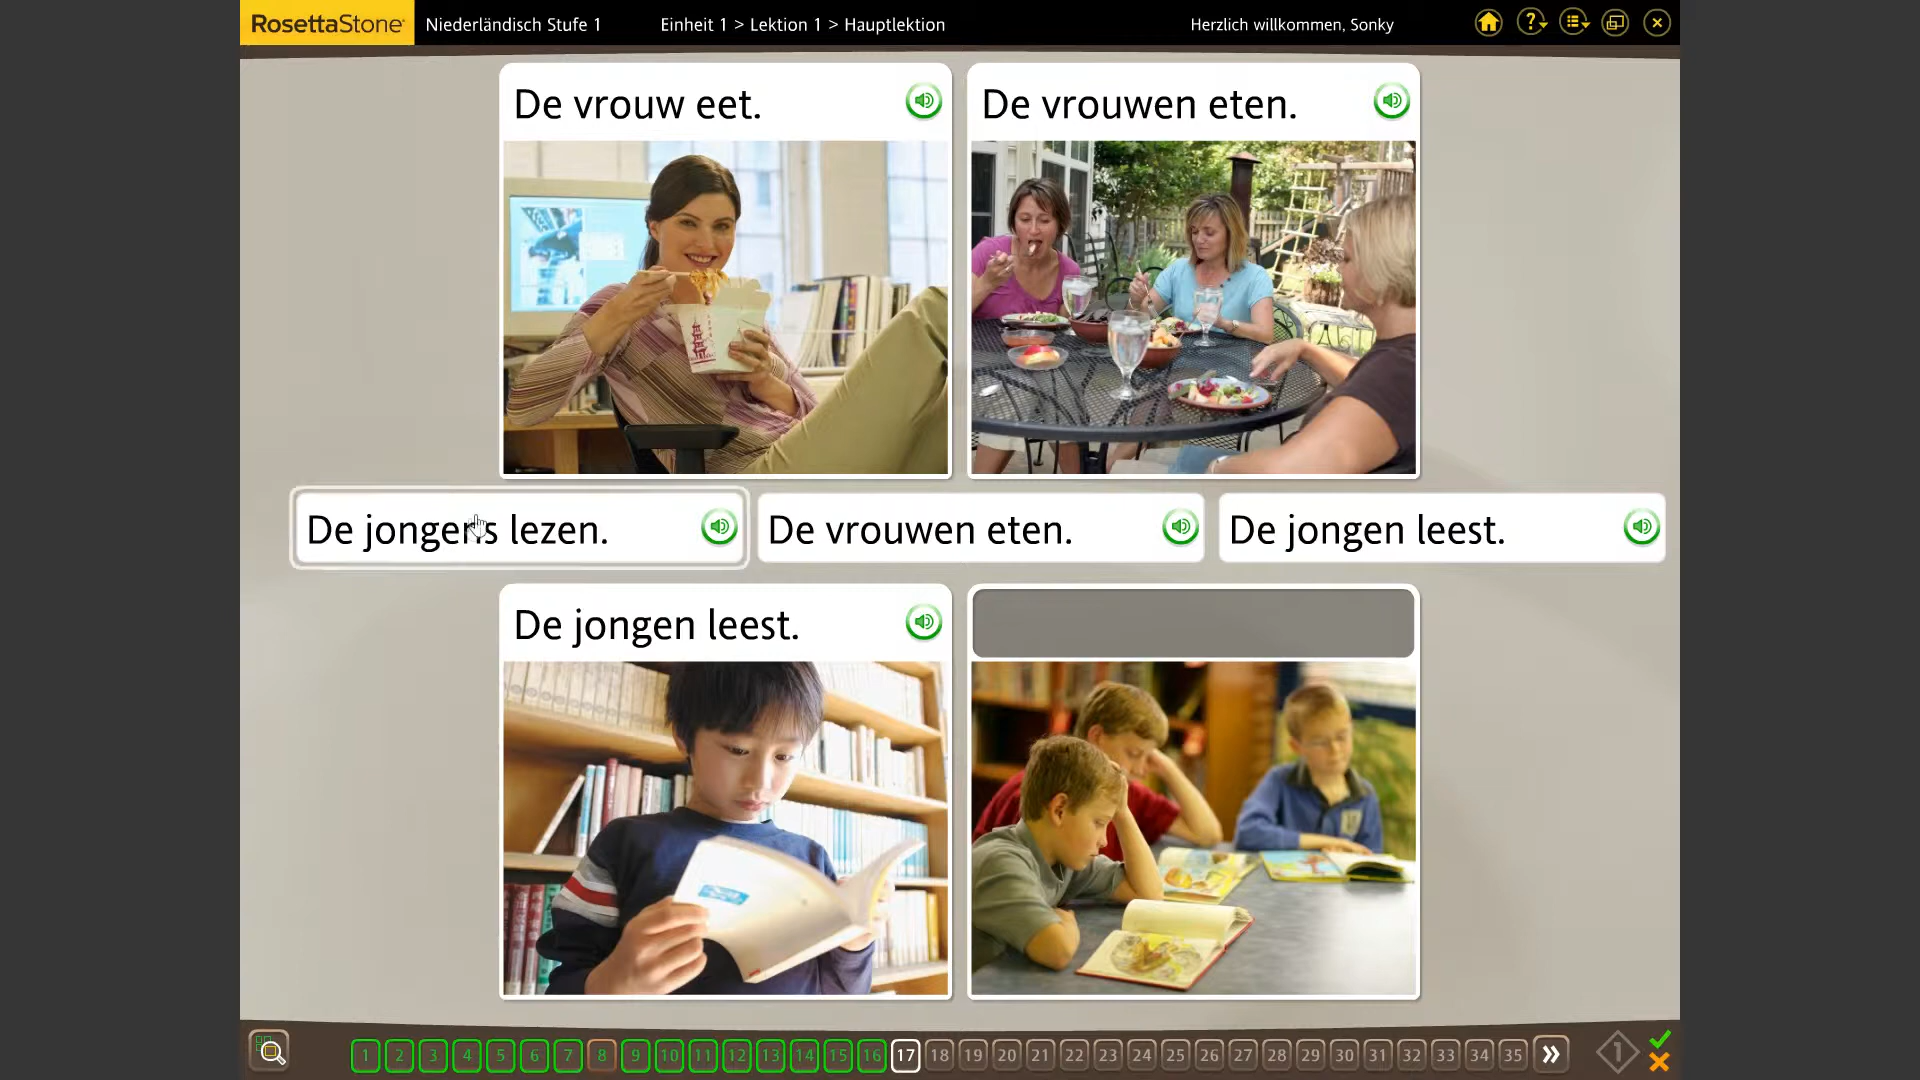 RosettaStone
Niederländisch Stufe 1
Einheit 1 > Lektion 1 > Hauptlektion
Herzlich willkommen, Sonky
De vrouw eet.
De vrouwen eten.
De jongens lezen.
De vrouwen eten.
De jongen leest.
De jongen leest.
1 2 3 4 5 6 7 8 9 10 11 12 13 14 15 16 17 18 19 20 21 22 23 24 25 26 27 28 29 30 31 32 33 34 35
1